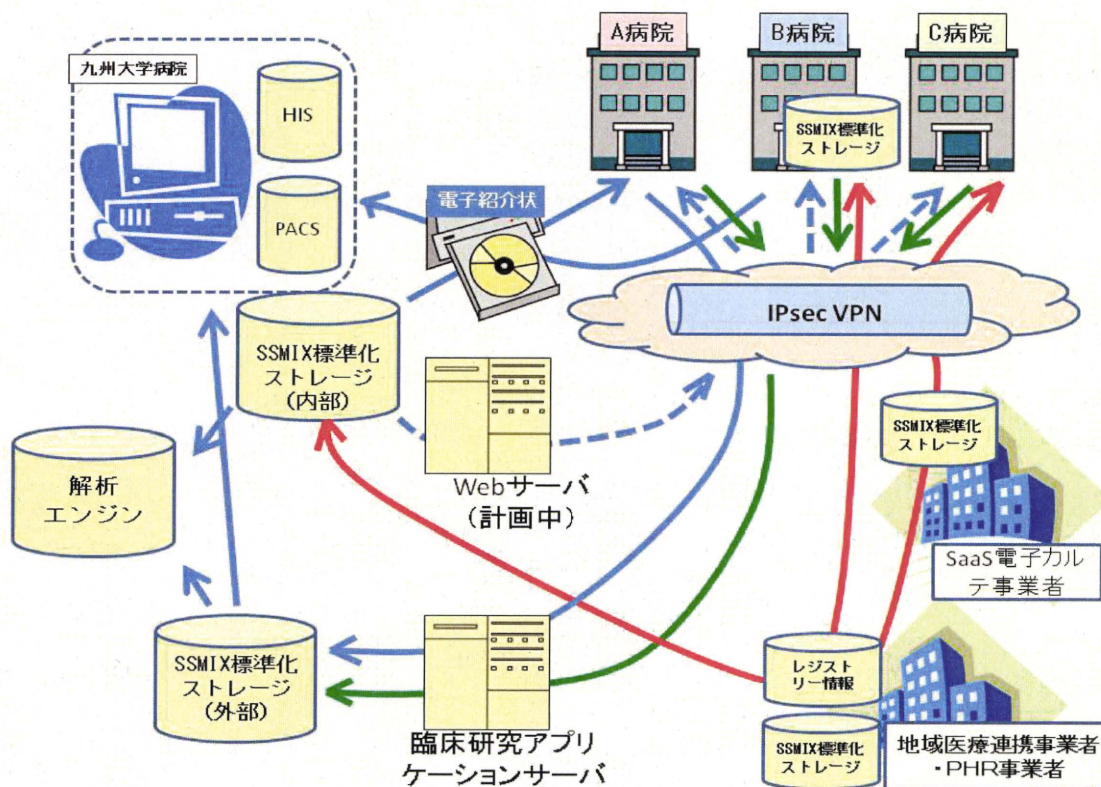 A病院
B病院
C病院
九州大学病院
HIS
PACS
SSMIX標準化
ストレージ
電子紹介状
IPsec VPN
SSMIX標準化
ストレージ
(内部)
SSMIX標準化
ストレージ
解析
エンジン
Webサーバ
(計画中)
SaaS電子カル
テ事業者
SSMIX標準化
ストレージ
(外部)
レジスト
リー情報
臨床研究アプリ
ケーションサーバ
SSMIX標準化
ストレージ
地域医療連携事業者
・PHR事業者